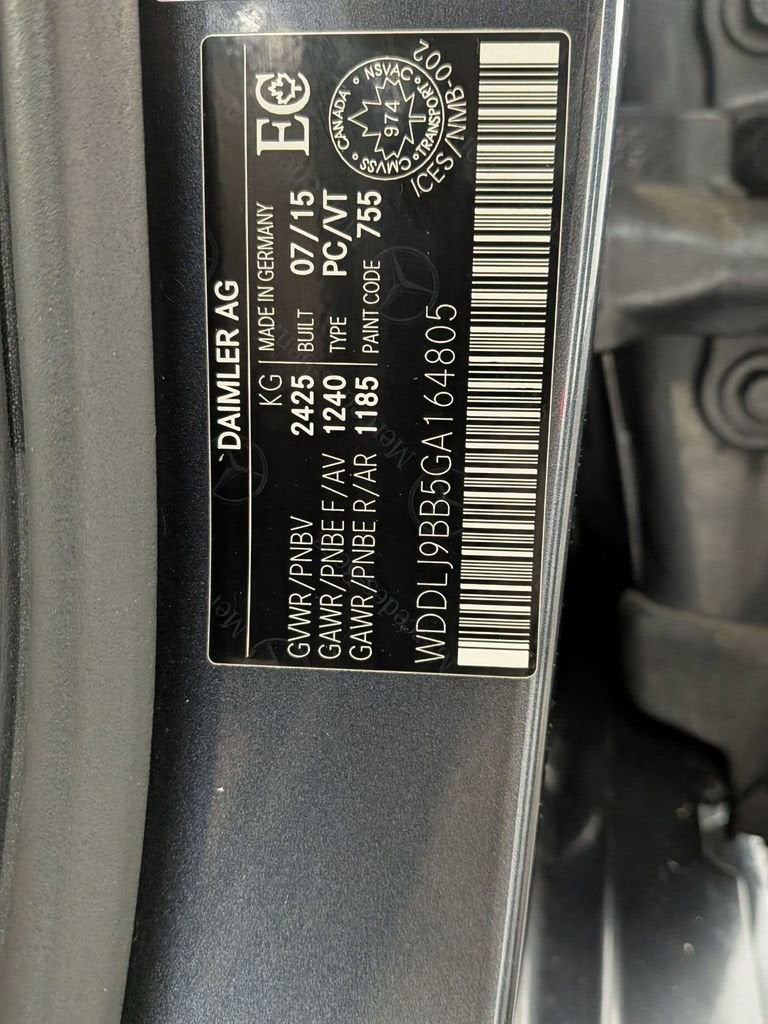 DAIMLER AG
KG
MADE IN GERMANY
GVWR/PNBV 2425 BUILT 07/15
GAWR/PNBE F/AV 1240 TYPE PC/VT
GAWR/PNBE R/AR 1185 PAINT CODE 755
EC
CANADA • NSVAC • TRANSPORT • CMVSS
974
T
ICES/NMB-002
WDDLJ9BB5GA164805